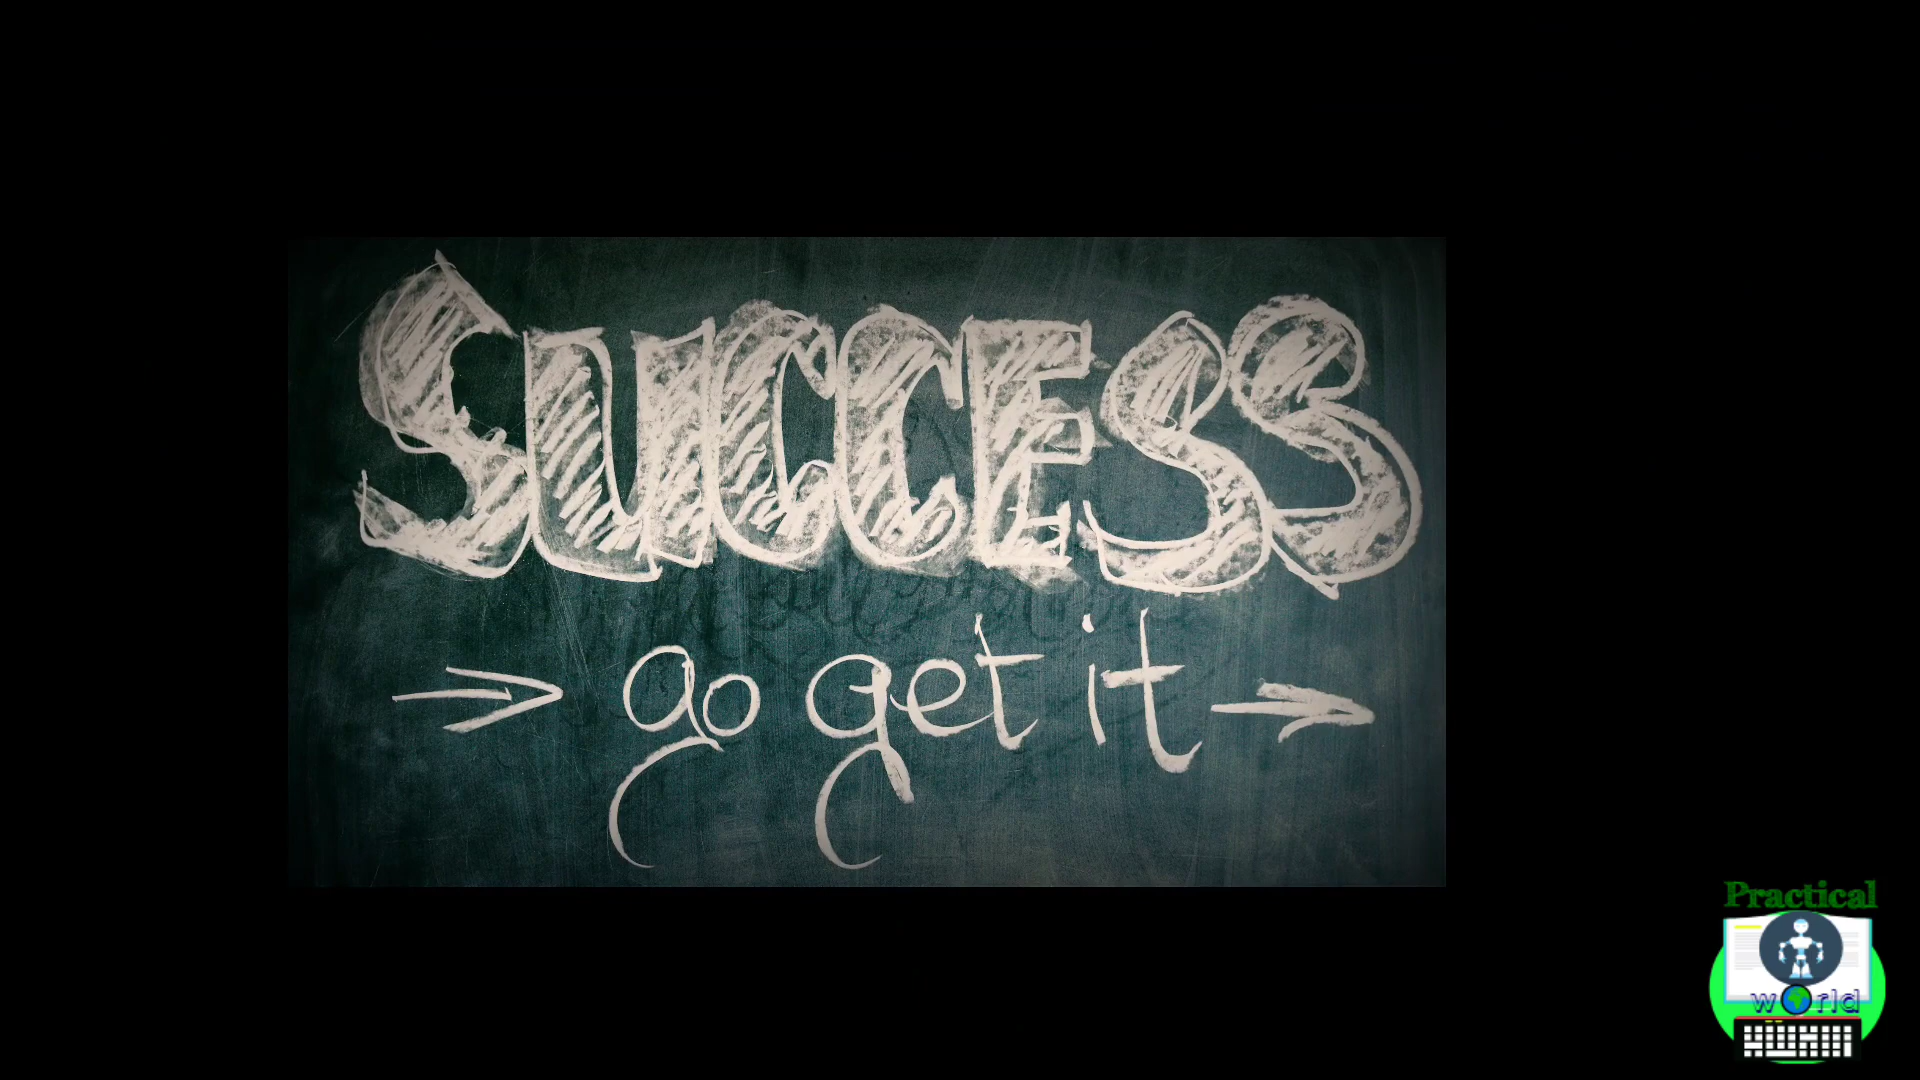 SUCCESS
→ go get it →
Practical
world